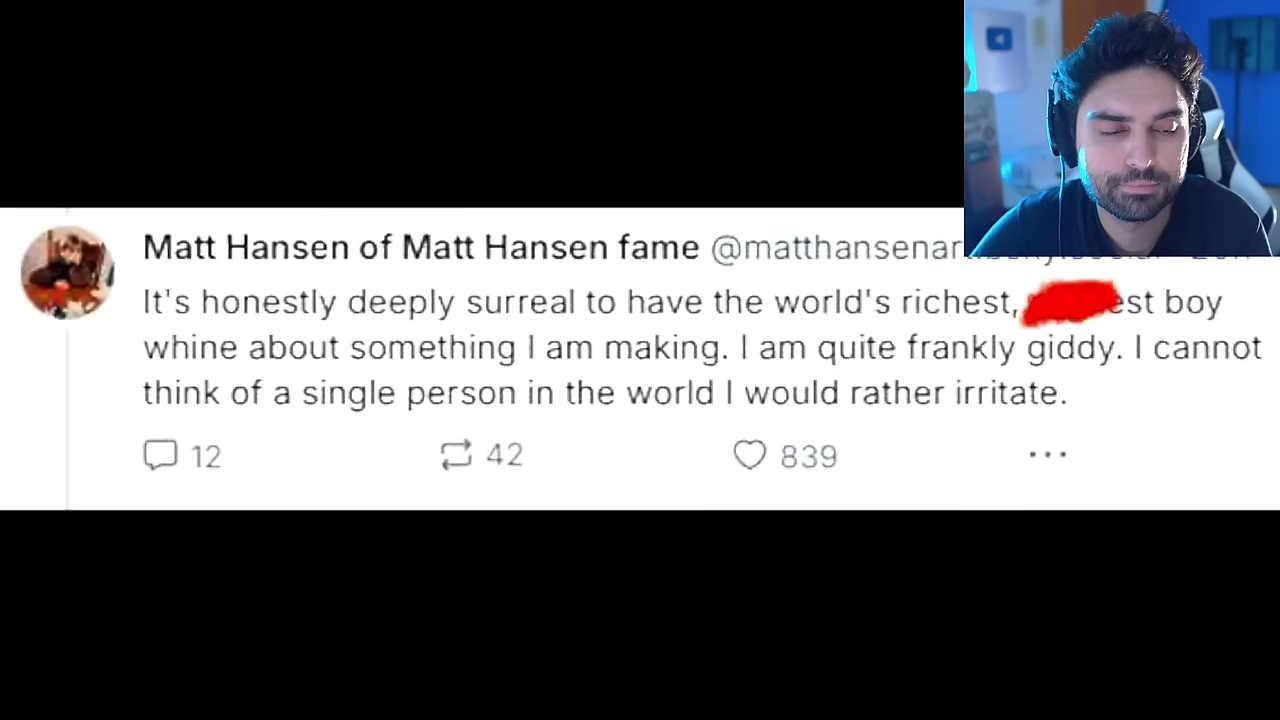 Matt Hansen of Matt Hansen fame @matthansenar
It's honestly deeply surreal to have the world's richest, est boy
whine about something I am making. I am quite frankly giddy. I cannot
think of a single person in the world I would rather irritate.
12 42 839 ...